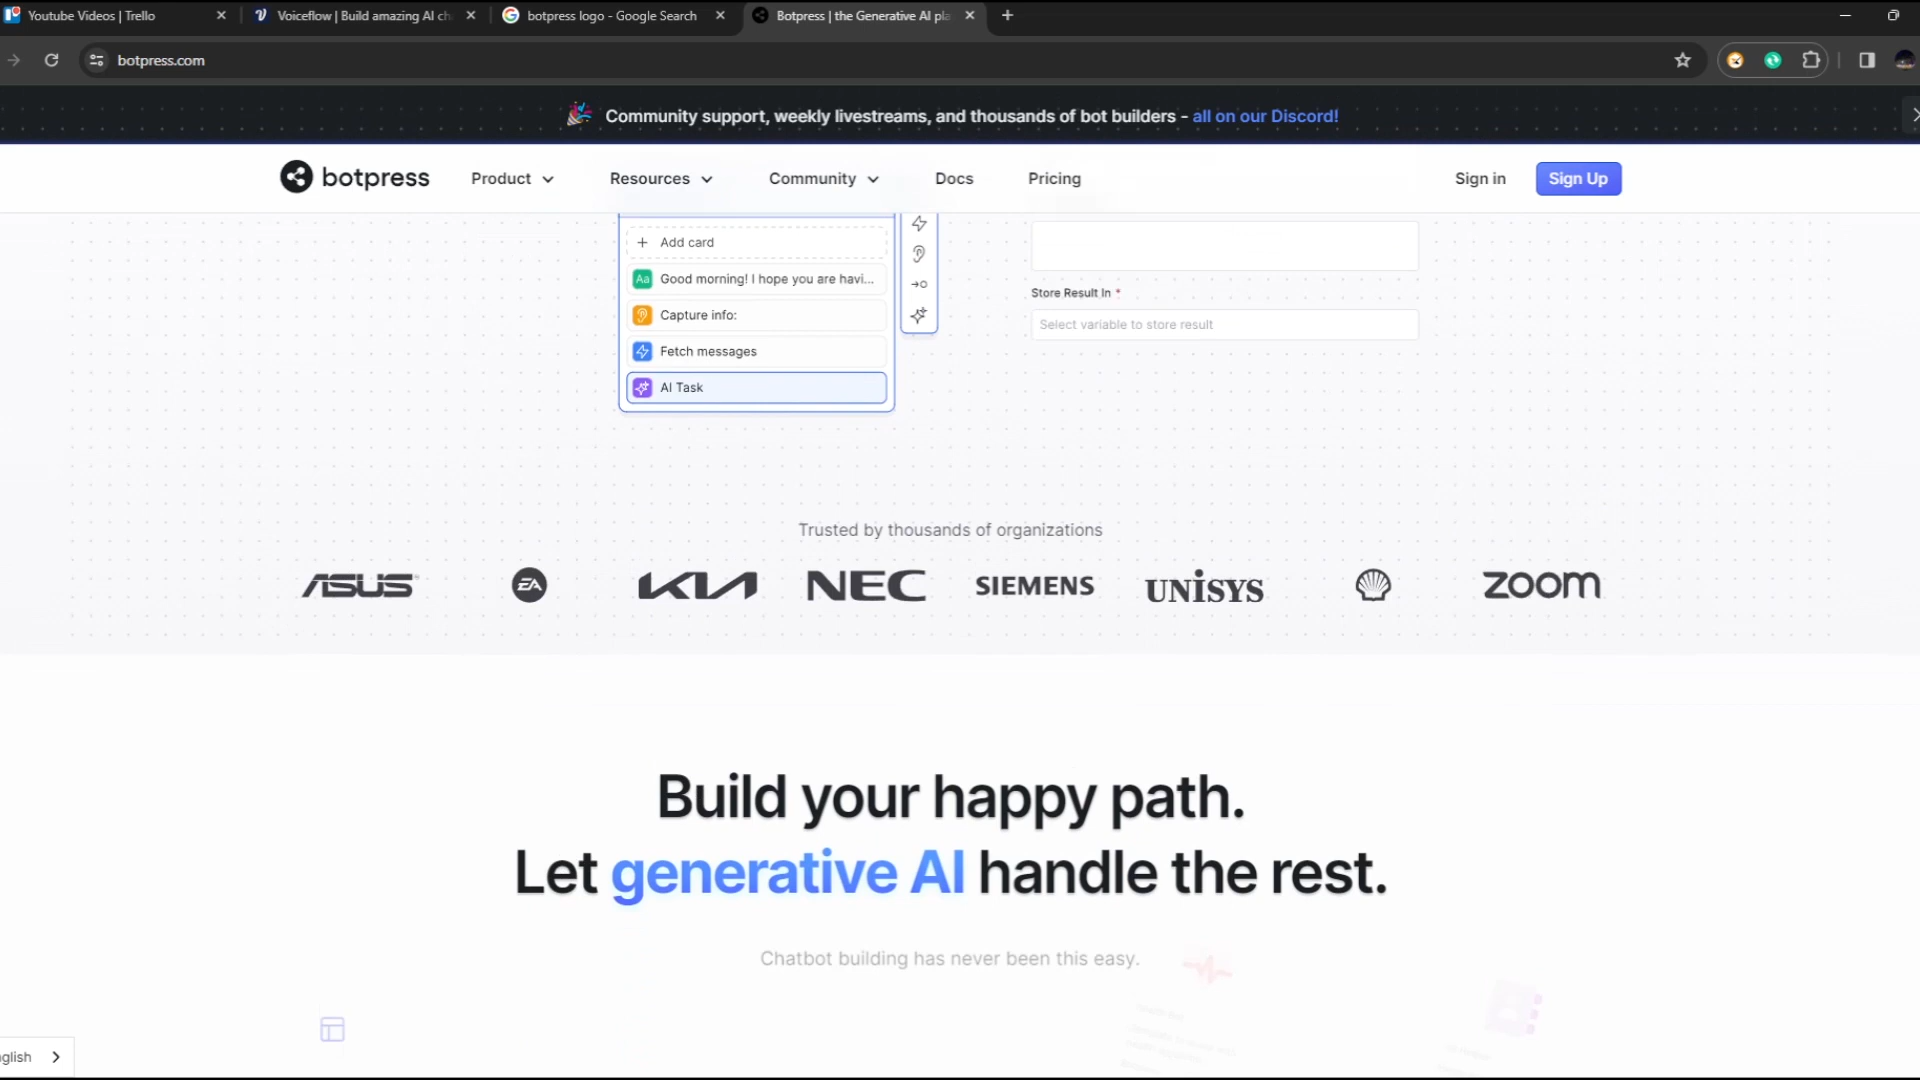 Youtube Videos | Trello
Voiceflow | Build amazing AI ch
botpress logo - Google Search
Botpress | the Generative AI pla
botpress.com
Community support, weekly livestreams, and thousands of bot builders - all on our Discord!
botpress
Product
Resources
Community
Docs
Pricing
Sign in
Sign Up
Add card
Aa Good morning! I hope you are havi...
Capture info:
Fetch messages
AI Task
Store Result In *
Select variable to store result
Trusted by thousands of organizations
ASUS
EA
KIA
NEC
SIEMENS
UNISYS
zoom
Build your happy path.
Let generative AI handle the rest.
Chatbot building has never been this easy.
glish